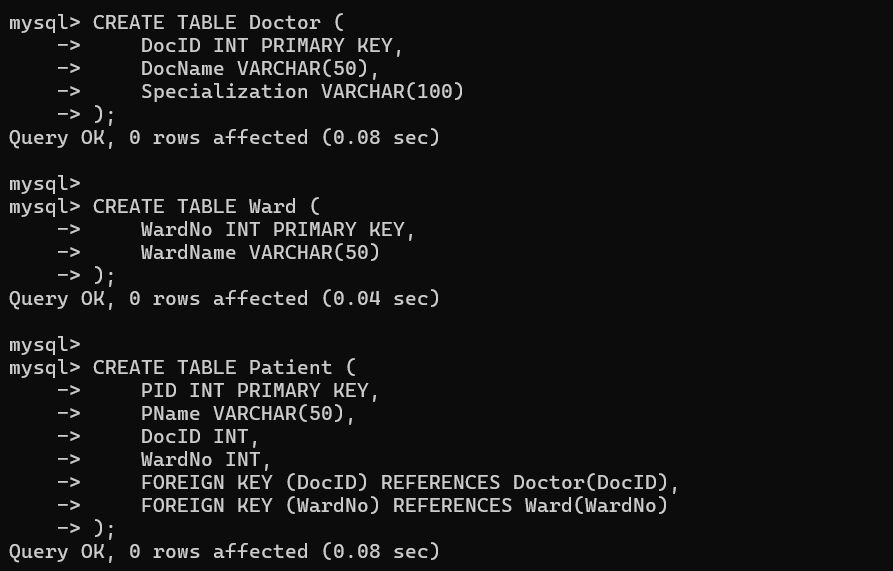 mysql> CREATE TABLE Doctor (
    ->     DocID INT PRIMARY KEY,
    ->     DocName VARCHAR(50),
    ->     Specialization VARCHAR(100)
    -> );
Query OK, 0 rows affected (0.08 sec)

mysql>
mysql> CREATE TABLE Ward (
    ->     WardNo INT PRIMARY KEY,
    ->     WardName VARCHAR(50)
    -> );
Query OK, 0 rows affected (0.04 sec)

mysql>
mysql> CREATE TABLE Patient (
    ->     PID INT PRIMARY KEY,
    ->     PName VARCHAR(50),
    ->     DocID INT,
    ->     WardNo INT,
    ->     FOREIGN KEY (DocID) REFERENCES Doctor(DocID),
    ->     FOREIGN KEY (WardNo) REFERENCES Ward(WardNo)
    -> );
Query OK, 0 rows affected (0.08 sec)